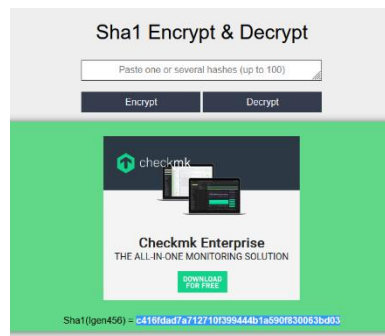 Sha1 Encrypt & Decrypt
Paste one or several hashes (up to 100)
Encrypt Decrypt
checkmk
Checkmk Enterprise
THE ALL-IN-ONE MONITORING SOLUTION
DOWNLOAD
FOR FREE
Sha1(lgen456) = c416fdad7a712710f399444b1a590f830063bd03